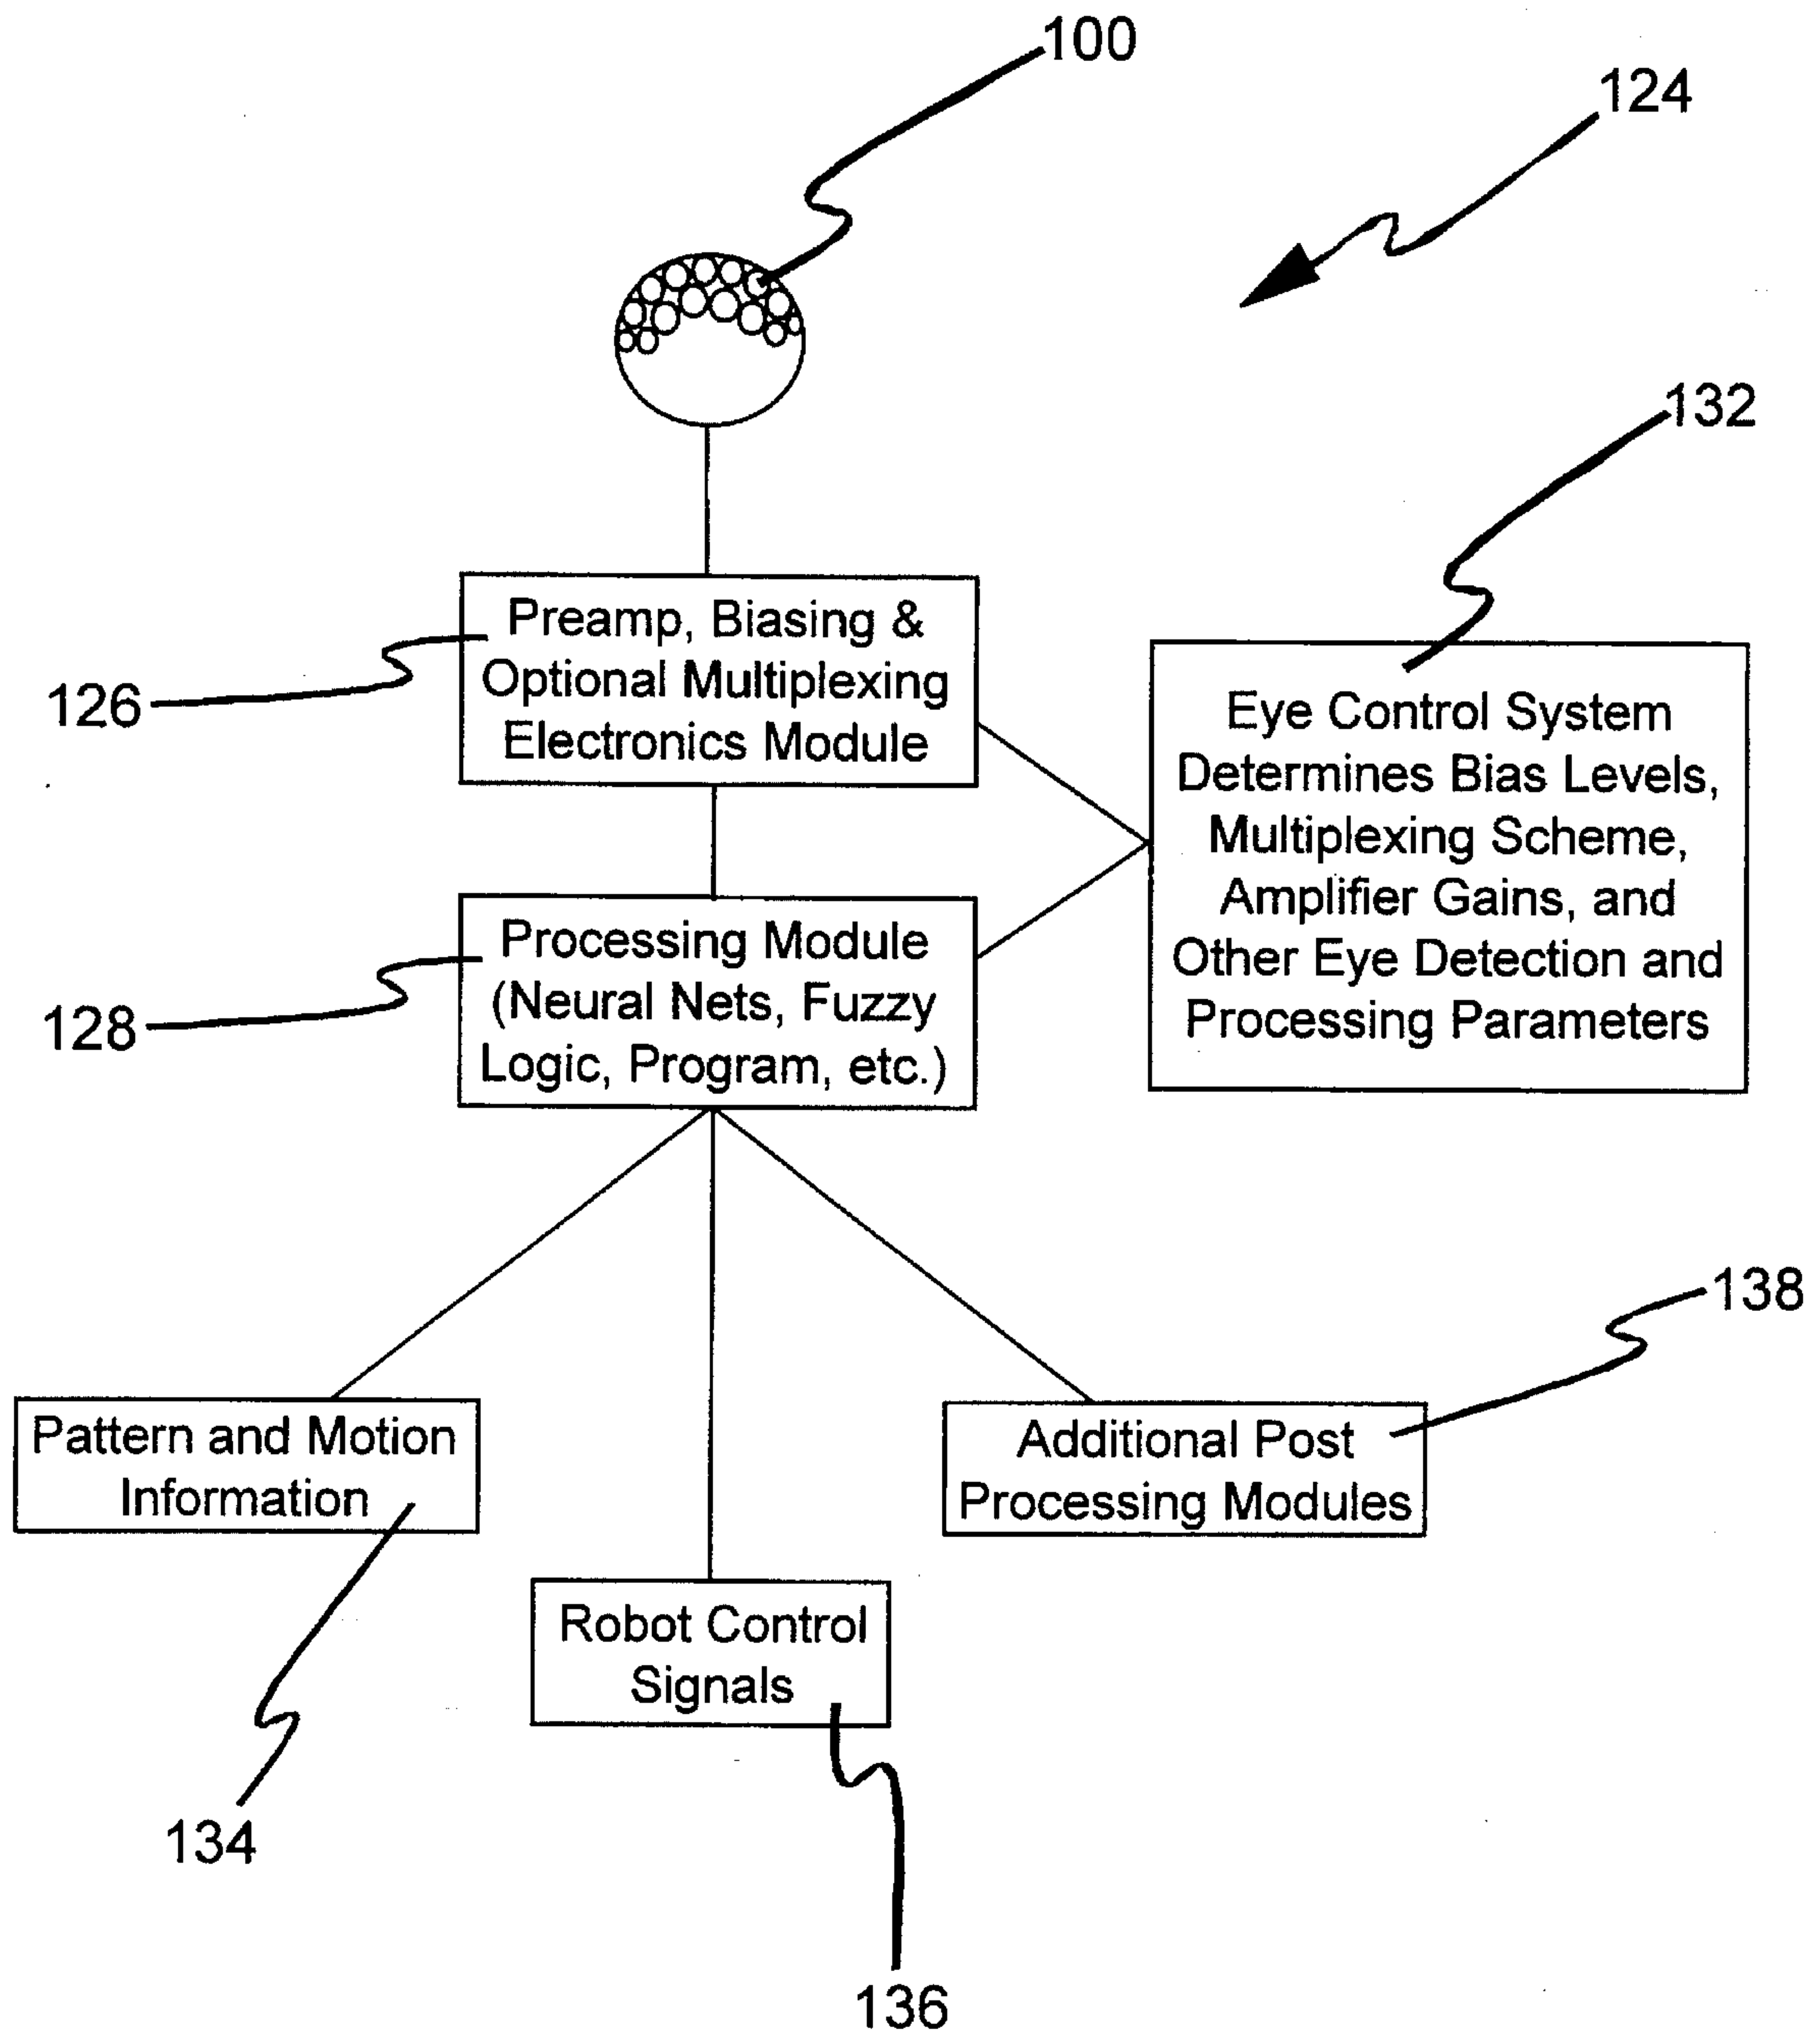 100
124
132
Preamp, Biasing &
Optional Multiplexing
Electronics Module
126
Eye Control System
Determines Bias Levels,
Multiplexing Scheme,
Amplifier Gains, and
Other Eye Detection and
Processing Parameters
Processing Module
(Neural Nets, Fuzzy
Logic, Program, etc.)
128
138
Pattern and Motion
Information
Additional Post
Processing Modules
Robot Control
Signals
134
136